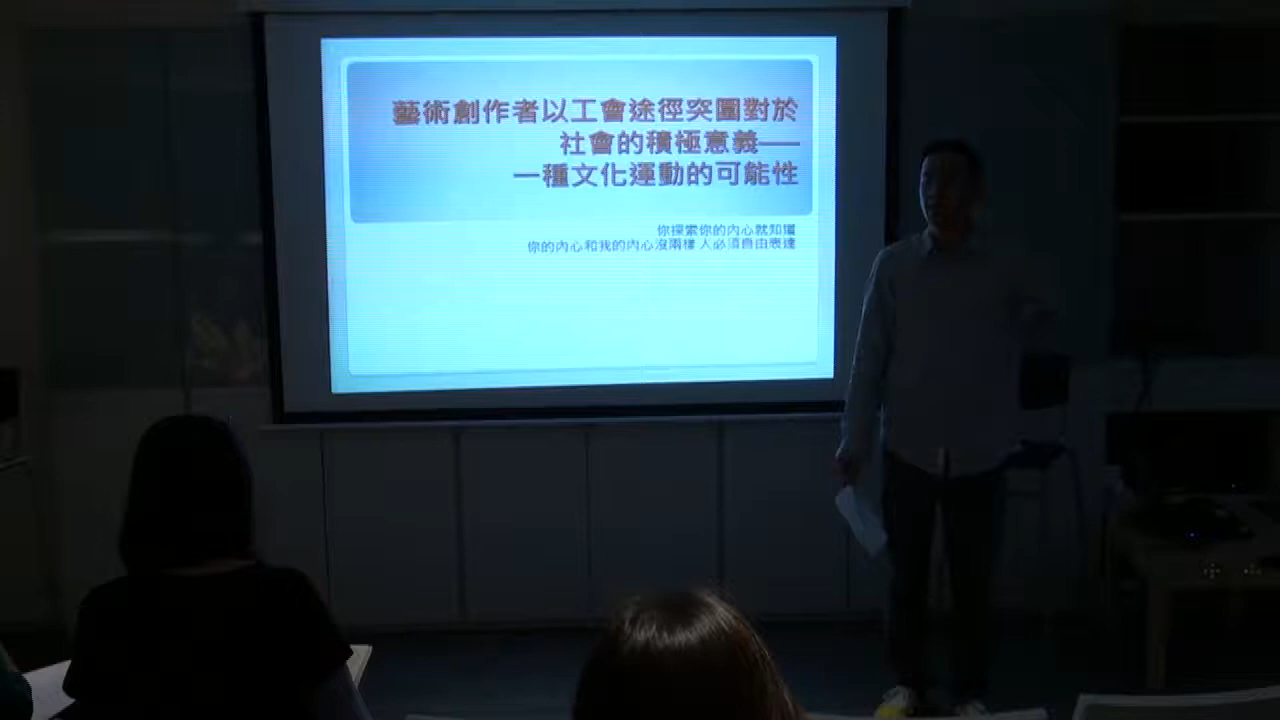 藝術創作者以工會途徑突圍對於
社會的積極意義──
一種文化運動的可能性
你探索你的內心就知道
你的內心和我的內心沒兩樣 人必須自由表達